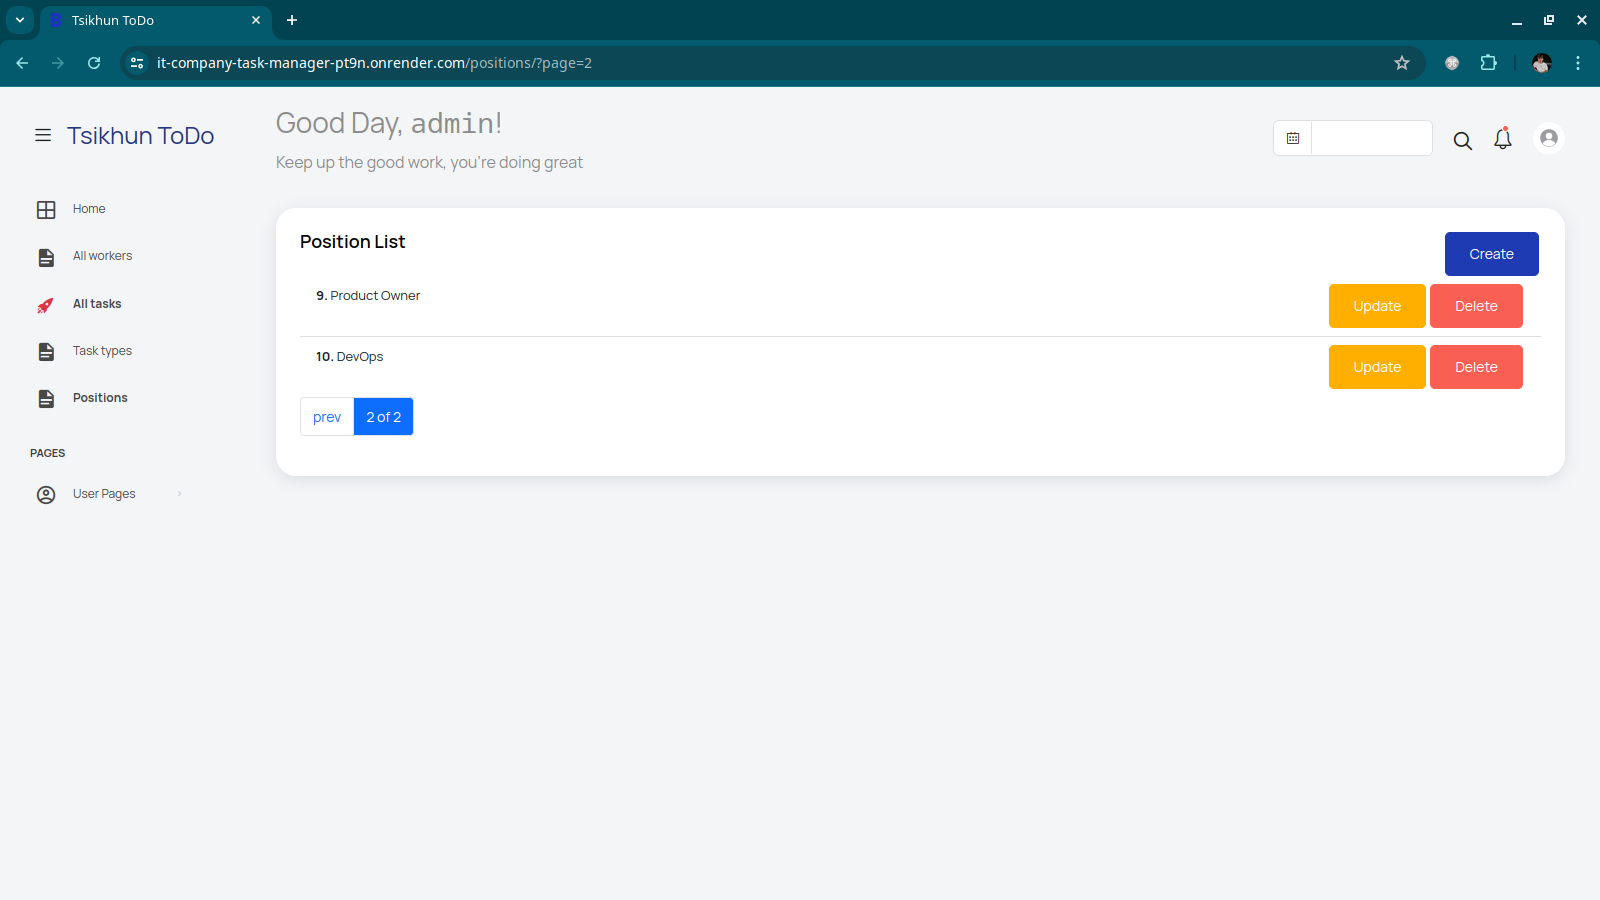 Tsikhun ToDo
it-company-task-manager-pt9n.onrender.com/positions/?page=2
Tsikhun ToDo
Good Day, admin!
Keep up the good work, you're doing great
Home
All workers
All tasks
Task types
Positions
PAGES
User Pages
Position List
Create
9. Product Owner
Update Delete
10. DevOps
Update Delete
prev 2 of 2